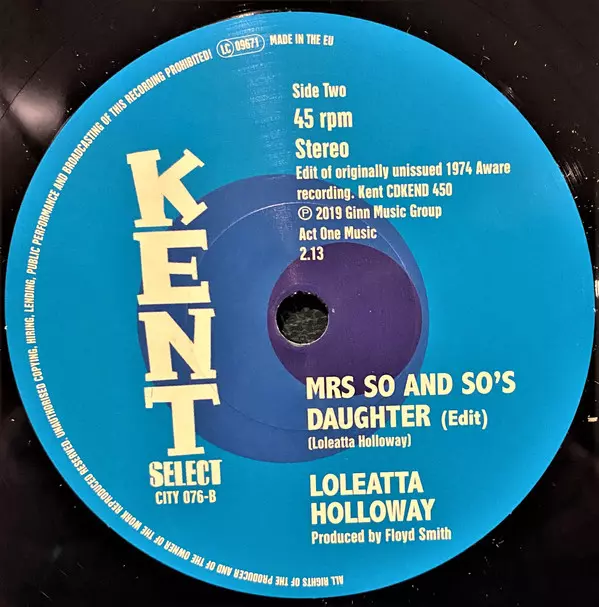 ALL RIGHTS OF THE PRODUCER AND OF THE OWNER OF THE WORK REPRODUCED RESERVED. UNAUTHORISED COPYING, HIRING, LENDING, PUBLIC PERFORMANCE AND BROADCASTING OF THIS RECORDING PROHIBITED! LC 09671 MADE IN THE EU
Side Two
45 rpm
Stereo
Edit of originally unissued 1974 Aware
recording. Kent CDKEND 450
℗ 2019 Ginn Music Group
Act One Music
2.13
KENT
SELECT
CITY 076-B
MRS SO AND SO'S
DAUGHTER (Edit)
(Loleatta Holloway)
LOLEATTA
HOLLOWAY
Produced by Floyd Smith